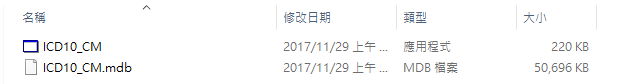 名稱 修改日期 類型 大小
ICD10_CM 2017/11/29 上午 ... 應用程式 220 KB
ICD10_CM.mdb 2017/11/29 上午 ... MDB 檔案 50,696 KB